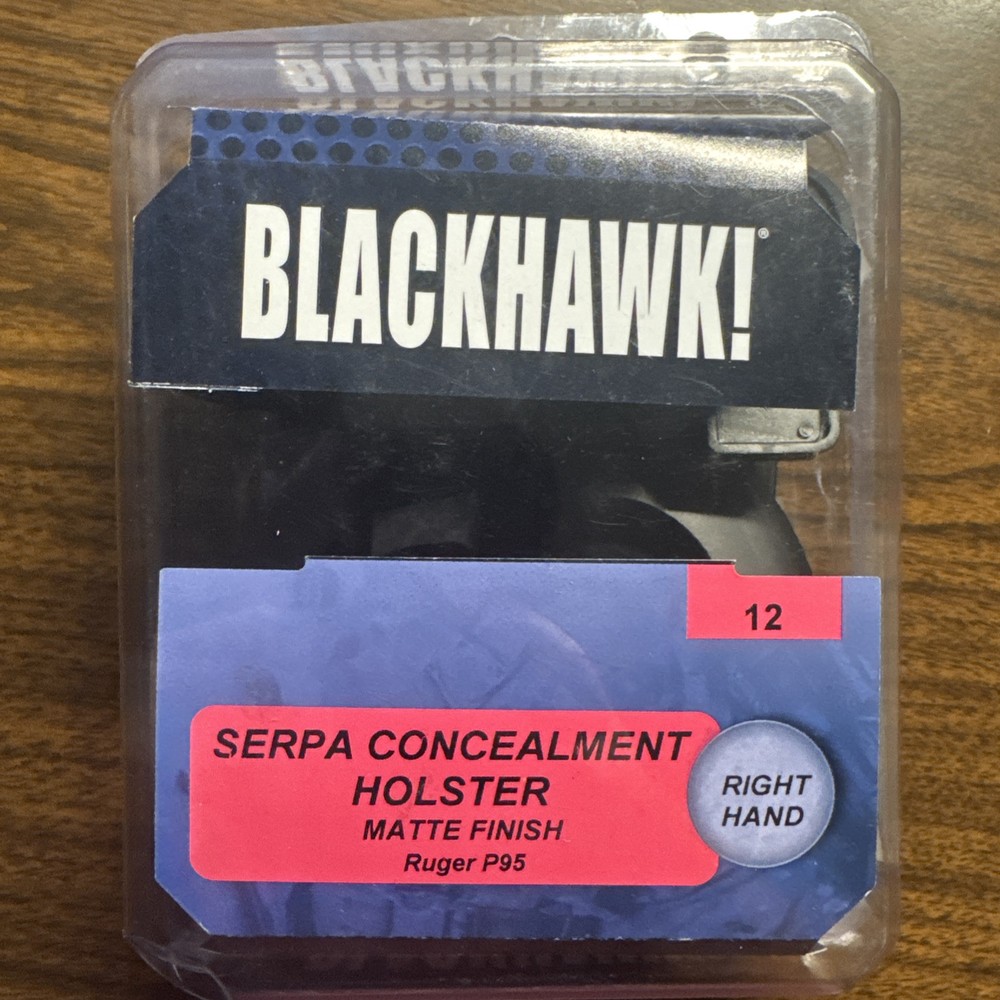 BLACKHAWK!®
12
SERPA CONCEALMENT
HOLSTER
MATTE FINISH
Ruger P95
RIGHT
HAND